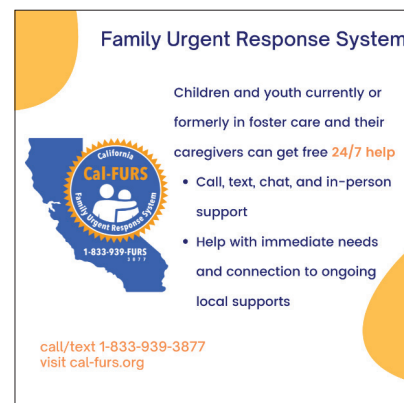 Family Urgent Response System
Children and youth currently or
formerly in foster care and their
caregivers can get free 24/7 help
• Call, text, chat, and in-person
support
• Help with immediate needs
and connection to ongoing
local supports
California
Cal-FURS
Family Urgent Response System
1-833-939-FURS
3877
call/text 1-833-939-3877
visit cal-furs.org